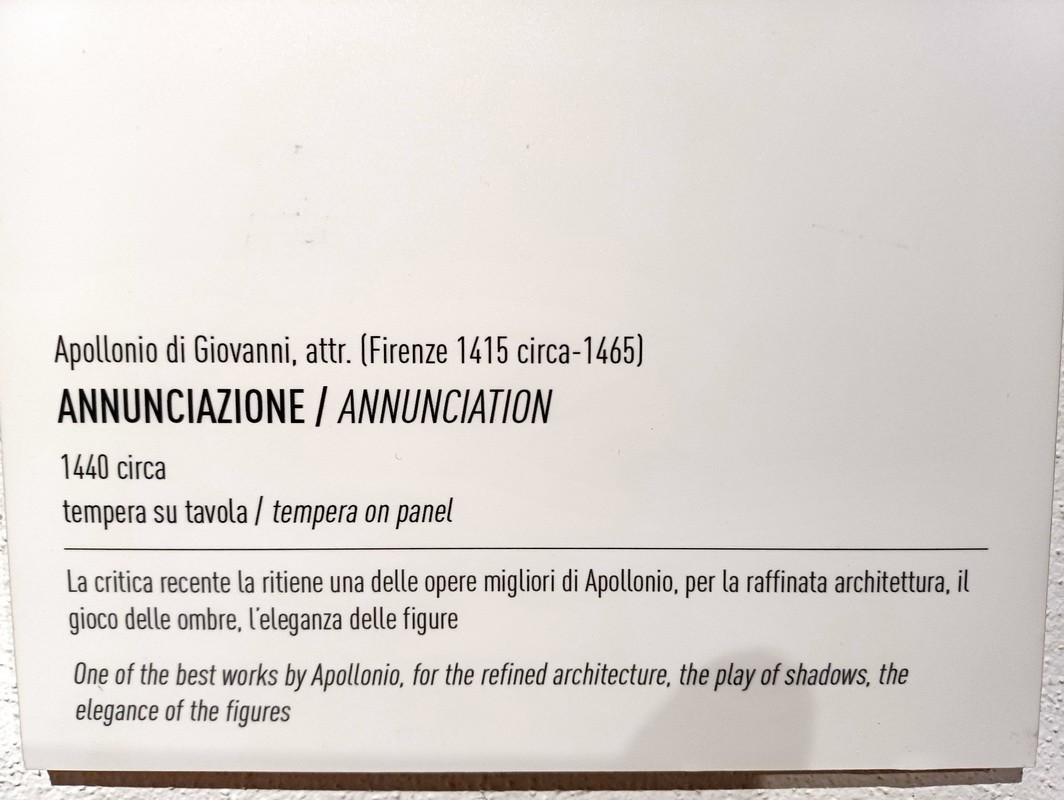 Apollonio di Giovanni, attr. (Firenze 1415 circa-1465)
ANNUNCIAZIONE / ANNUNCIATION
1440 circa
tempera su tavola / tempera on panel
La critica recente la ritiene una delle opere migliori di Apollonio, per la raffinata architettura, il
gioco delle ombre, l'eleganza delle figure
One of the best works by Apollonio, for the refined architecture, the play of shadows, the
elegance of the figures